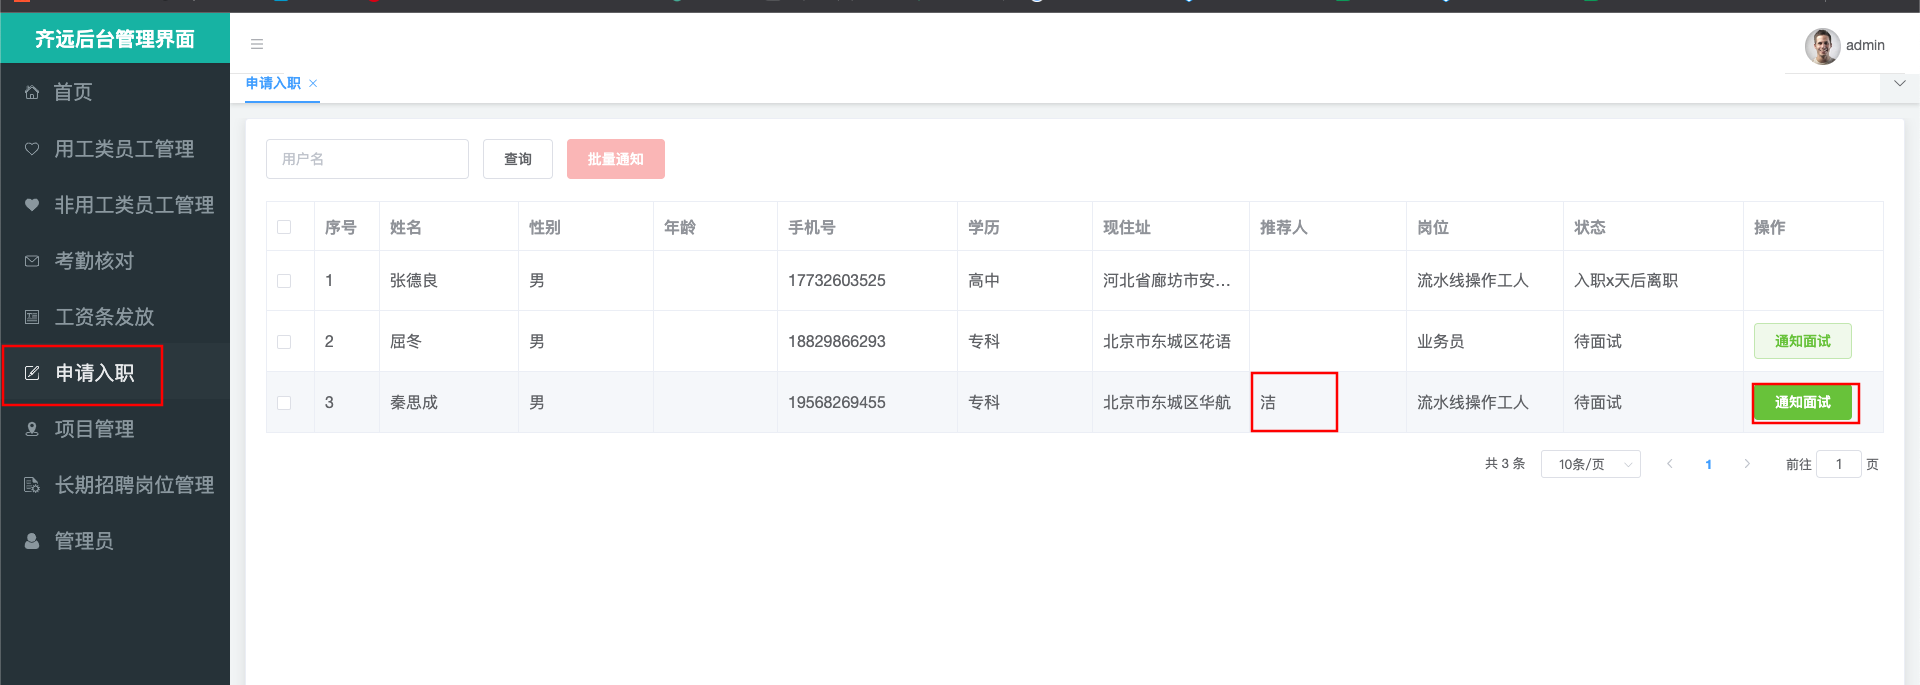 齐远后台管理界面
admin
申请入职 ×
首页
用工类员工管理
非用工类员工管理
考勤核对
工资条发放
申请入职
项目管理
长期招聘岗位管理
管理员
用户名 查询 批量通知
序号 姓名 性别 年龄 手机号 学历 现住址 推荐人 岗位 状态 操作
1 张德良 男 17732603525 高中 河北省廊坊市安... 流水线操作工人 入职x天后离职
2 屈冬 男 18829866293 专科 北京市东城区花语 业务员 待面试 通知面试
3 秦思成 男 19568269455 专科 北京市东城区华航 洁 流水线操作工人 待面试 通知面试
共 3 条 10条/页 1 前往 1 页